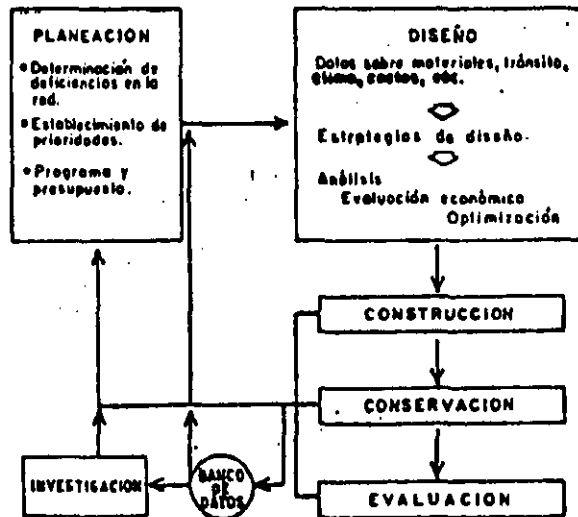 PLANEACION
• Determinación de
deficiencias en la
red.
• Establecimiento de
prioridades.
• Programa y
presupuesto.
DISEÑO
Datos sobre materiales, tránsito,
clima, costos, etc.
Estrategias de diseño.
Análisis
Evaluación económica
Optimización
CONSTRUCCION
CONSERVACION
EVALUACION
INVESTIGACION
BANCO
DE
DATOS